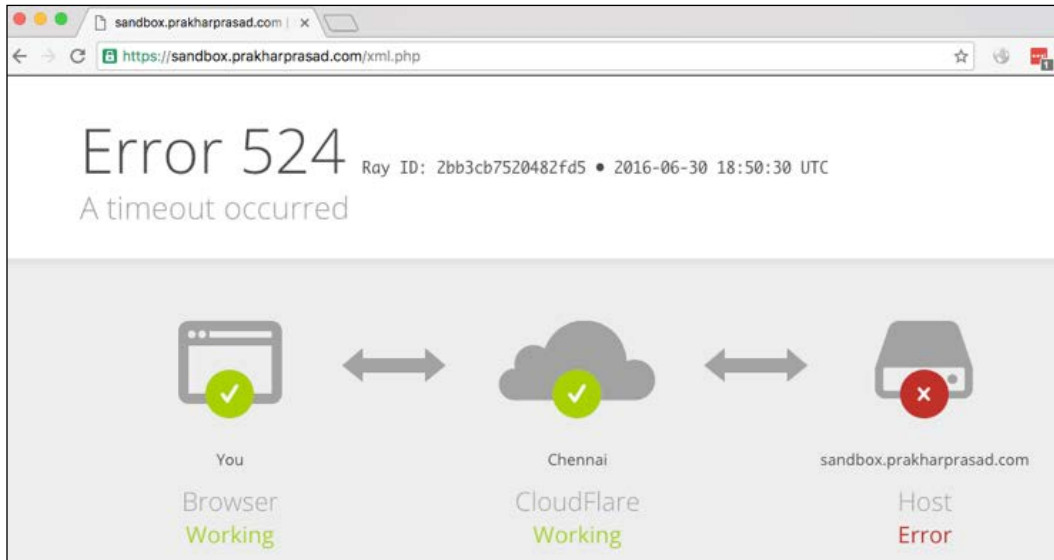 sandbox.prakharprasad.com |
https://sandbox.prakharprasad.com/xml.php
1
Error 524 Ray ID: 2bb3cb7520482fd5 • 2016-06-30 18:50:30 UTC
A timeout occurred
You Chennai sandbox.prakharprasad.com
Browser CloudFlare Host
Working Working Error